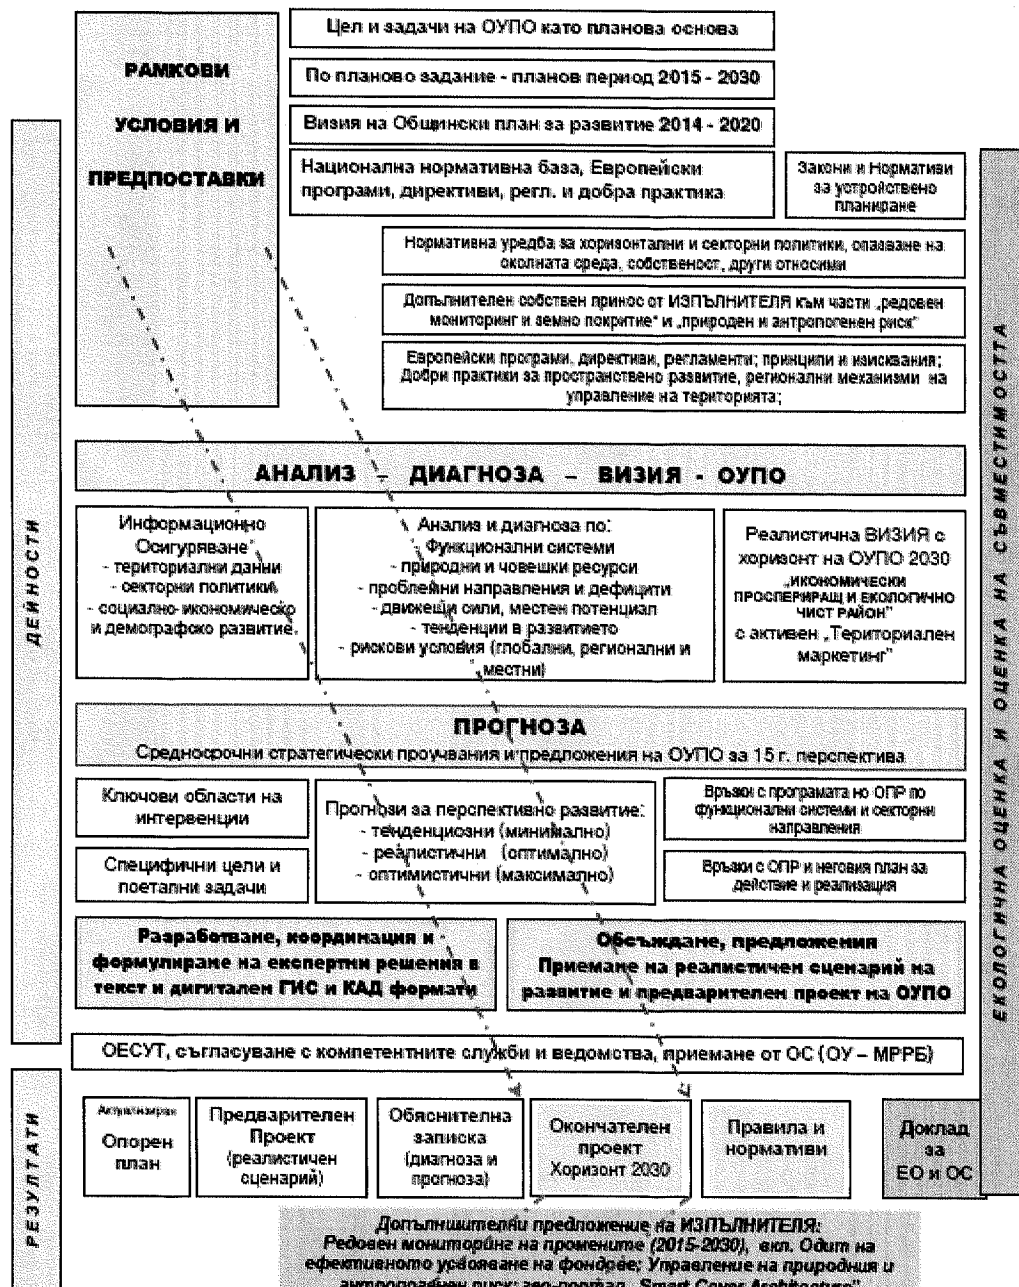 РАМКОВИ
УСЛОВИЯ И
ПРЕДПОСТАВКИ
Цел и задачи на ОУПО като планова основа
По планово задание - планов период 2015 - 2030
Визия на Общински план за развитие 2014 - 2020
Национална нормативна база, Европейски
програми, директиви, регл. и добра практика
Закони и Нормативи
за устройствено
планиране
Нормативна уредба за хоризонтални и секторни политики, опазване на
околната среда, собственост, други относими
Допълнителен собствен принос от ИЗПЪЛНИТЕЛЯ към части „редовен
мониторинг и земно покритие" и „природен и антропогенен риск"
Европейски програми, директиви, регламенти; принципи и изисквания;
Добри практики за пространствено развитие, регионални механизми на
управление на територията;
ДЕЙНОСТИ
ЕКОЛОГИЧНА ОЦЕНКА И ОЦЕНКА НА СЪВМЕСТИМОСТТА
АНАЛИЗ – ДИАГНОЗА – ВИЗИЯ - ОУПО
Информационно
Осигуряване
- териториални данни
- секторни политики
- социално-икономическо
и демографско развитие
Анализ и диагноза по:
- Функционални системи
- природни и човешки ресурси
- проблемни направления и дефицити
- движещи сили, местен потенциал
- тенденции в развитието
- рискови условия (глобални, регионални и
местни)
Реалистична ВИЗИЯ с
хоризонт на ОУПО 2030
„ИКОНОМИЧЕСКИ
ПРОСПЕРИРАЩ И ЕКОЛОГИЧНО
ЧИСТ РАЙОН"
с активен „Териториален
маркетинг"
ПРОГНОЗА
Средносрочни стратегически проучвания и предложения на ОУПО за 15 г. перспектива
Ключови области на
интервенции
Специфични цели и
поетапни задачи
Прогнози за перспективно развитие:
- тенденциозни (минимално)
- реалистични (оптимално)
- оптимистични (максимално)
Връзки с програмата но ОПР по
функционални системи и секторни
направления
Връзки с ОПР и неговия план за
действие и реализация
Разработване, координация и
формулиране на експертни решения в
текст и дигитален ГИС и КАД формати
Обсъждане, предложения
Приемане на реалистичен сценарий на
развитие и предварителен проект на ОУПО
ОЕСУТ, съгласуване с компетентните служби и ведомства, приемане от ОС (ОУ – МРРБ)
РЕЗУЛТАТИ
Актуализиран
Опорен
план
Предварителен
Проект
(реалистичен
сценарий)
Обяснителна
записка
(диагноза и
прогноза)
Окончателен
проект
Хоризонт 2030
Правила и
нормативи
Доклад
за
ЕО и ОС
Допълнителни предложение на ИЗПЪЛНИТЕЛЯ:
Редовен мониторинг на промените (2015-2030), вкл. Одит на
ефективното усвояване на фондове; Управление на природния и
антропогенен риск; гео-портал „Smart Cover Architecture"